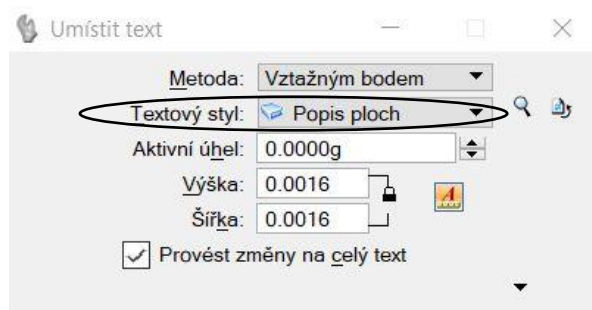 Umístit text
Metoda: Vztažným bodem
Textový styl: Popis ploch
Aktivní úhel: 0.0000g
Výška: 0.0016
Šířka: 0.0016
A
Provést změny na celý text